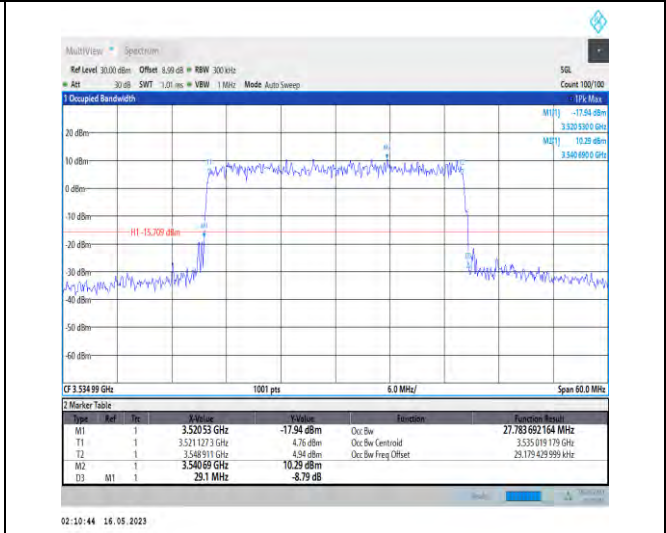 MultiView Spectrum
Ref Level 30.00 dBm Offset 8.99 dB RBW 300 kHz SGL
Att 30 dB SWT 1.01 ms VBW 1 MHz Mode Auto Sweep Count 100/100
1 Occupied Bandwidth 1Pk Max
M1[1] -17.94 dBm
3.520 530 0 GHz
20 dBm
M2[1] 10.29 dBm
3.540 690 0 GHz
M2
10 dBm
0 dBm
-10 dBm
H1 -15.709 dBm
-20 dBm
-30 dBm
-40 dBm
-50 dBm
-60 dBm
CF 3.534 99 GHz 1001 pts 6.0 MHz/ Span 60.0 MHz
2 Marker Table
Type Ref Trc X-Value Y-Value Function Function Result
M1 1 3.520 53 GHz -17.94 dBm Occ Bw 27.783 692 164 MHz
T1 1 3.521 127 3 GHz 4.76 dBm Occ Bw Centroid 3.535 019 179 GHz
T2 1 3.548 911 GHz 4.94 dBm Occ Bw Freq Offset 29.179 429 999 kHz
M2 1 3.540 69 GHz 10.29 dBm
D3 M1 1 29.1 MHz -8.79 dB
Ready
02:10:44 16.05.2023